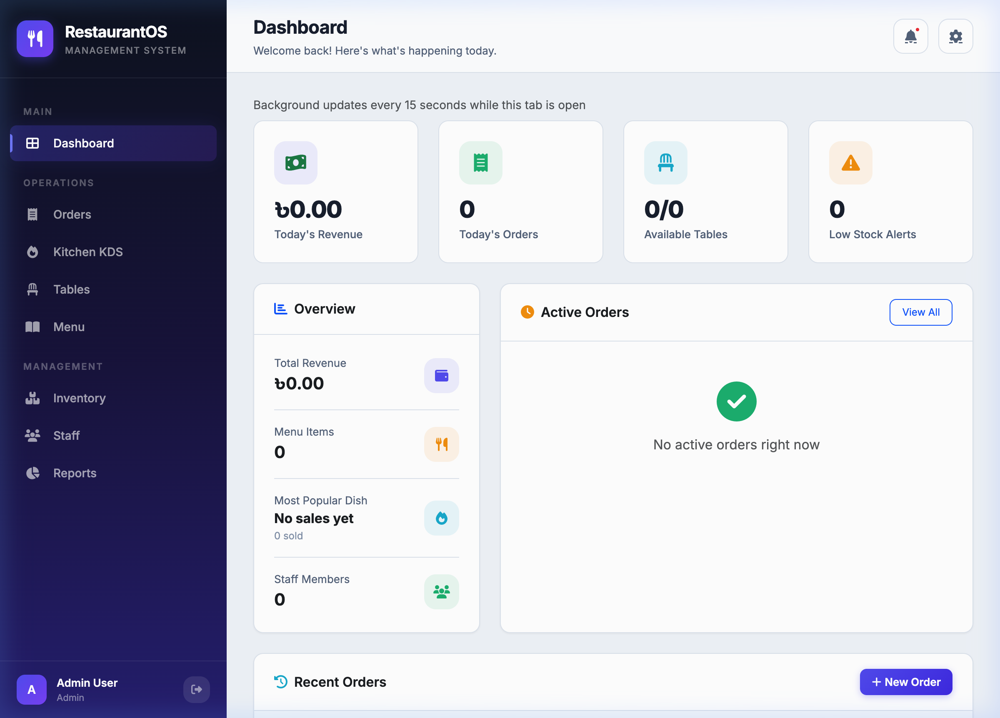 RestaurantOS
MANAGEMENT SYSTEM
MAIN
Dashboard
OPERATIONS
Orders
Kitchen KDS
Tables
Menu
MANAGEMENT
Inventory
Staff
Reports
A
Admin User
Admin
Dashboard
Welcome back! Here's what's happening today.
Background updates every 15 seconds while this tab is open
৳0.00
Today's Revenue
0
Today's Orders
0/0
Available Tables
0
Low Stock Alerts
Overview
Total Revenue
৳0.00
Menu Items
0
Most Popular Dish
No sales yet
0 sold
Staff Members
0
Active Orders
View All
No active orders right now
Recent Orders
+ New Order